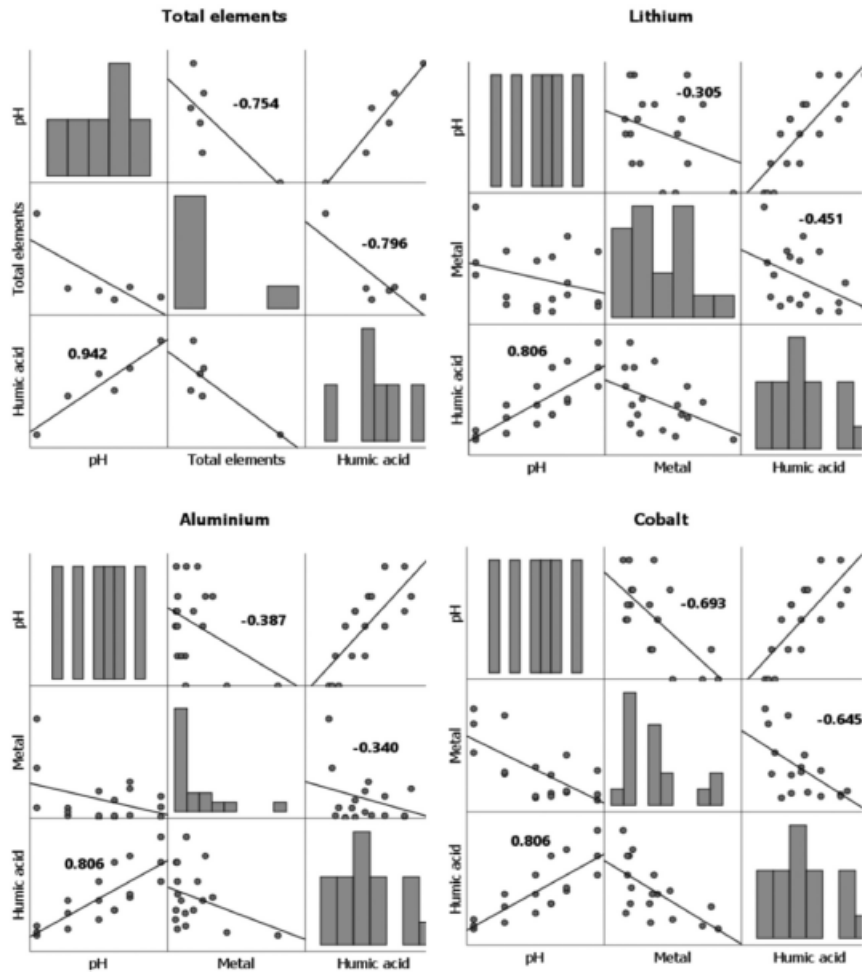 Total elements
pH
-0.754
Total elements
-0.796
Humic acid
0.942
pH
Total elements
Humic acid
Lithium
pH
-0.305
Metal
-0.451
Humic acid
0.806
pH
Metal
Humic acid
Aluminium
pH
-0.387
Metal
-0.340
Humic acid
0.806
pH
Metal
Humic acid
Cobalt
pH
-0.693
Metal
-0.645
Humic acid
0.806
pH
Metal
Humic acid